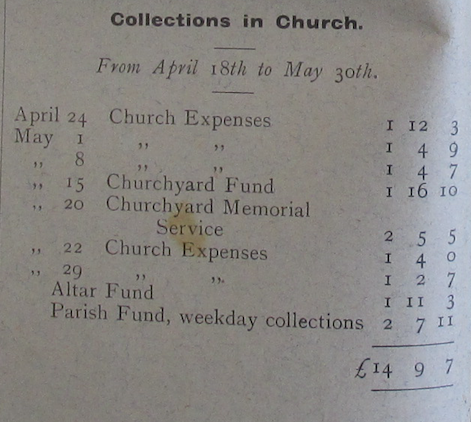 Collections in Church.
From April 18th to May 30th.
April 24 Church Expenses 1 12 3
May 1 ,, ,, 1 4 9
,, 8 ,, ,, 1 4 7
,, 15 Churchyard Fund 1 16 10
,, 20 Churchyard Memorial
Service 2 5 5
,, 22 Church Expenses 1 4 0
,, 29 ,, ,,. 1 2 7
Altar Fund 1 11 3
Parish Fund, weekday collections 2 7 11
£14 9 7